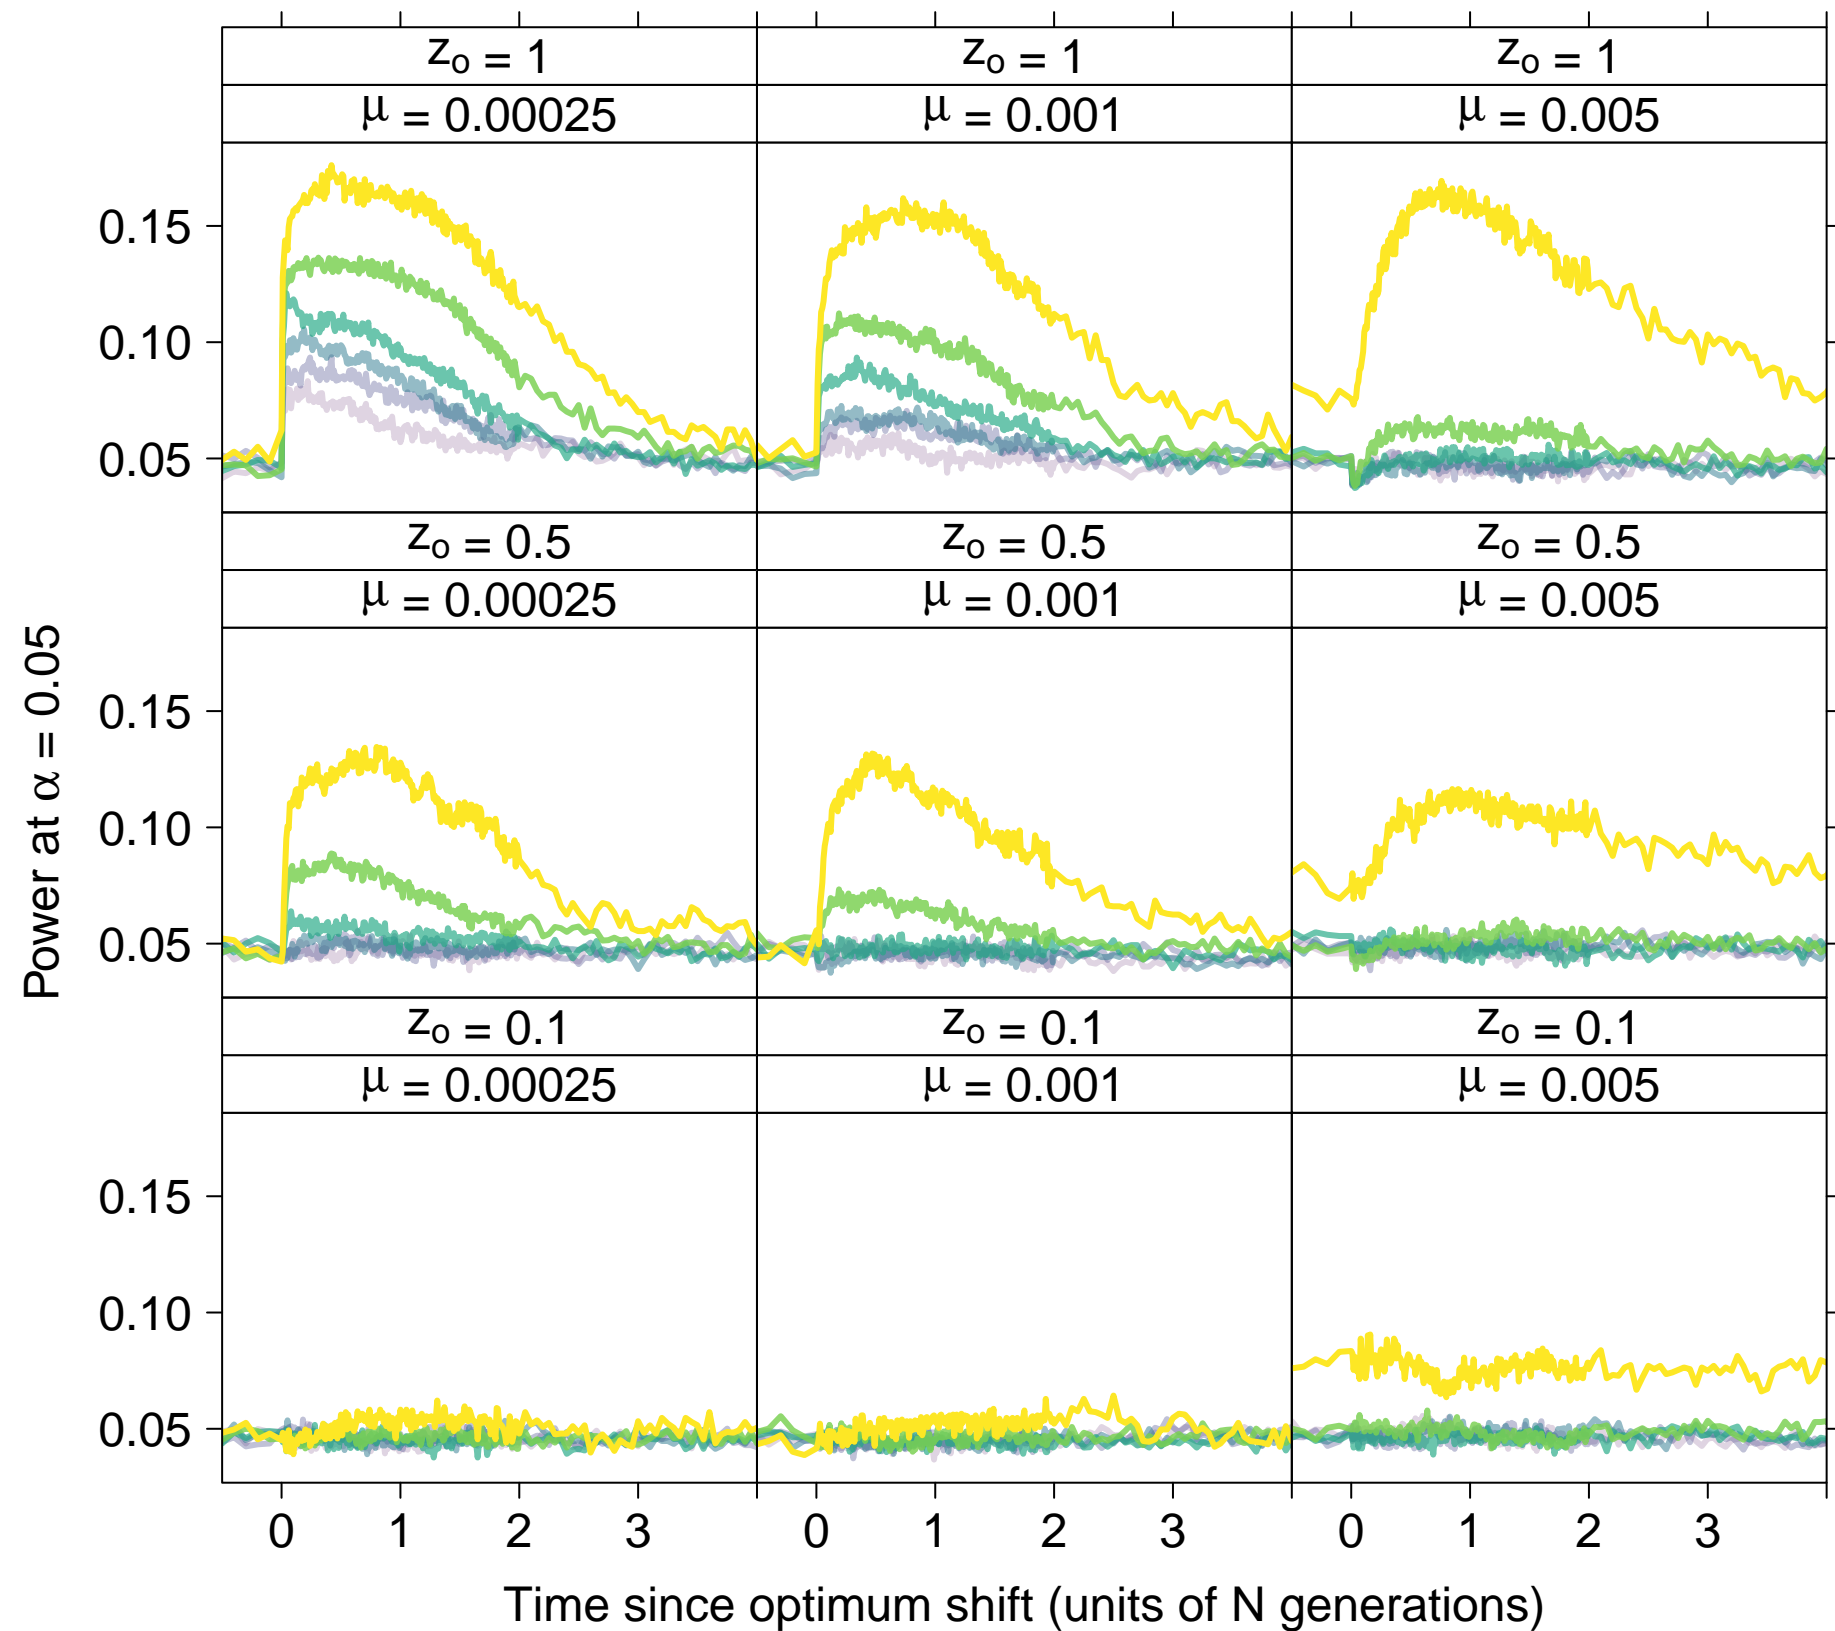 z₀ = 1 z₀ = 1 z₀ = 1
μ = 0.00025 μ = 0.001 μ = 0.005
0.15
0.10
0.05
z₀ = 0.5 z₀ = 0.5 z₀ = 0.5
μ = 0.00025 μ = 0.001 μ = 0.005
0.15
0.10
0.05
z₀ = 0.1 z₀ = 0.1 z₀ = 0.1
μ = 0.00025 μ = 0.001 μ = 0.005
0.15
0.10
0.05
0 1 2 3 0 1 2 3 0 1 2 3
Time since optimum shift (units of N generations)
Power at α = 0.05